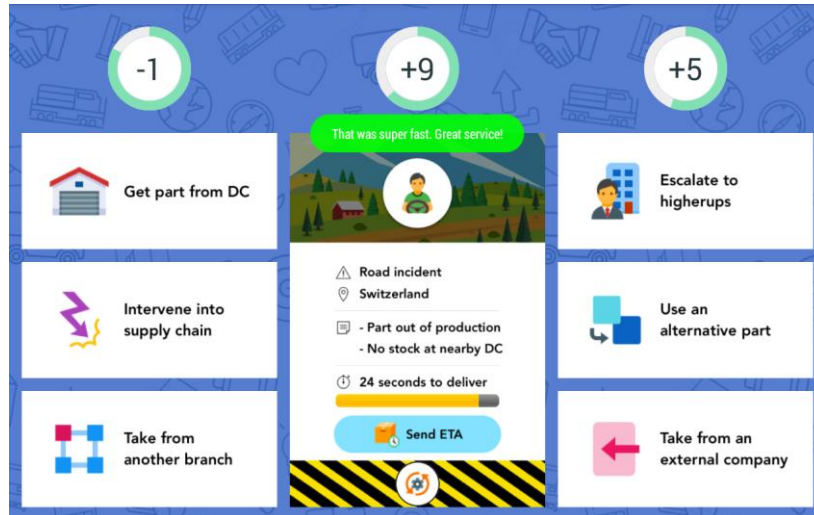 -1
+9
+5
That was super fast. Great service!
Get part from DC
Intervene into
supply chain
Take from
another branch
Road incident
Switzerland
- Part out of production
- No stock at nearby DC
24 seconds to deliver
Send ETA
Escalate to
higherups
Use an
alternative part
Take from an
external company